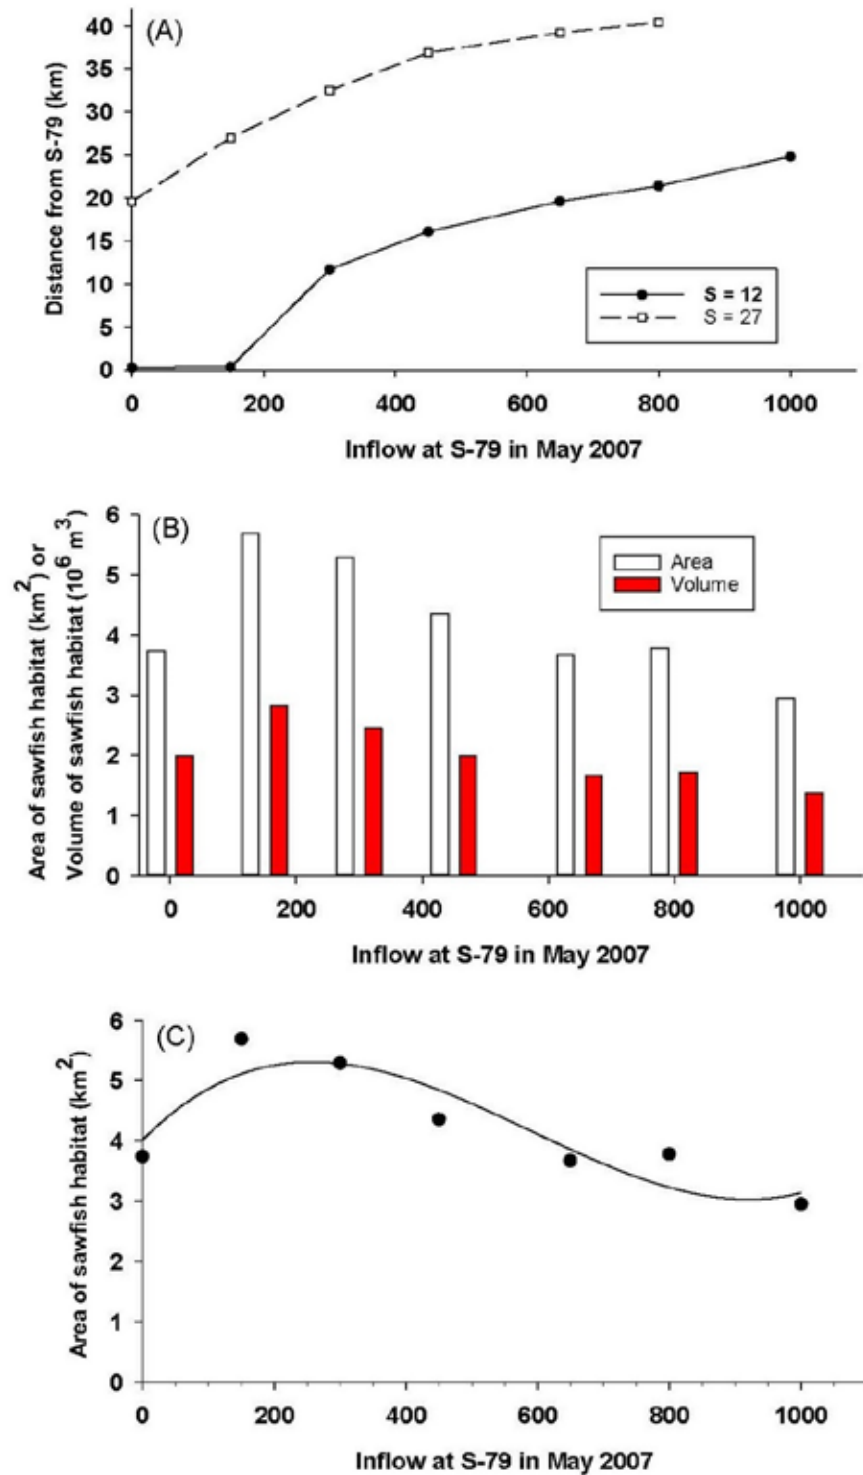 (A)
Distance from S-79 (km)
40
35
30
25
20
15
10
5
0
S = 12
S = 27
0 200 400 600 800 1000
Inflow at S-79 in May 2007
(B)
Area of sawfish habitat (km²) or
Volume of sawfish habitat (10⁶ m³)
6
5
4
3
2
1
0
Area
Volume
0 200 400 600 800 1000
Inflow at S-79 in May 2007
(C)
Area of sawfish habitat (km²)
6
5
4
3
2
1
0
0 200 400 600 800 1000
Inflow at S-79 in May 2007